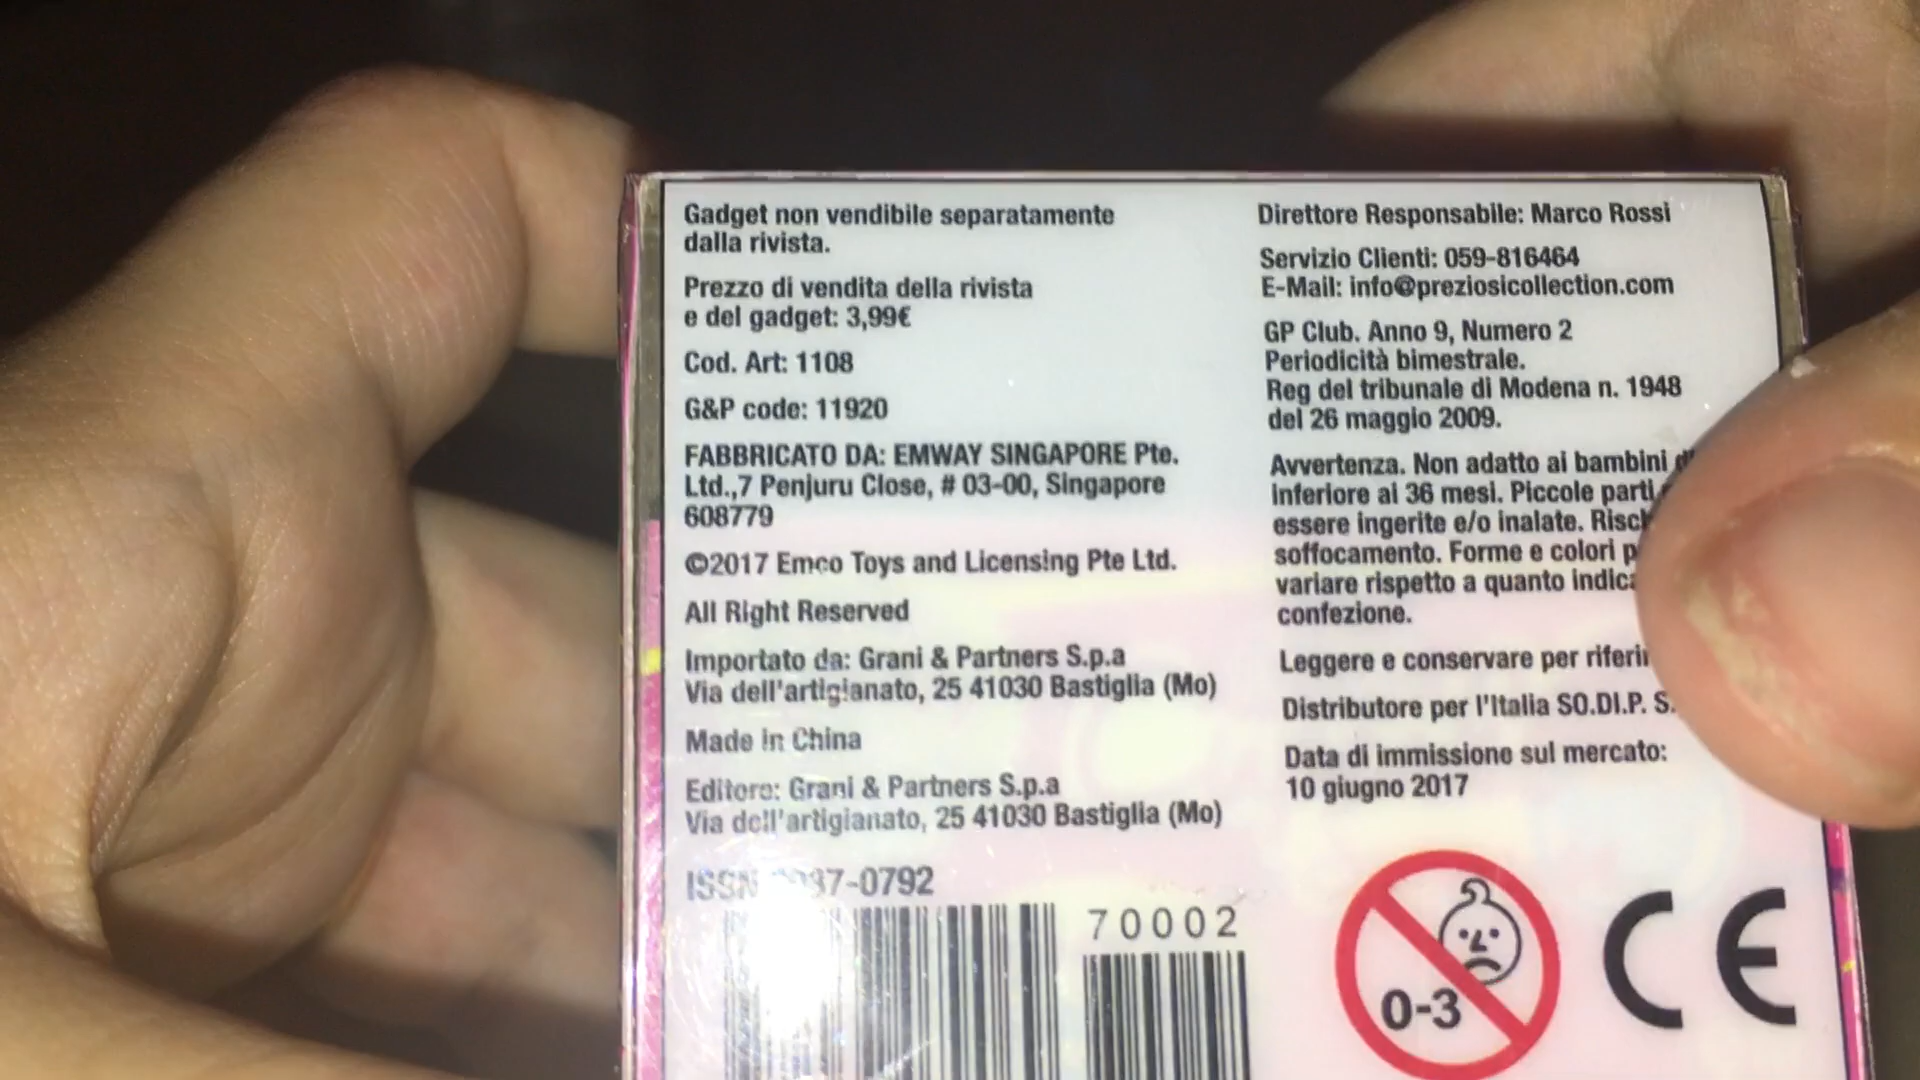 Gadget non vendibile separatamente
dalla rivista.
Prezzo di vendita della rivista
e del gadget: 3,99€
Cod. Art: 1108
G&P code: 11920
FABBRICATO DA: EMWAY SINGAPORE Pte.
Ltd.,7 Penjuru Close, # 03-00, Singapore
608779
©2017 Emco Toys and Licensing Pte Ltd.
All Right Reserved
Importato da: Grani & Partners S.p.a
Via dell'artigianato, 25 41030 Bastiglia (Mo)
Made in China
Editore: Grani & Partners S.p.a
Via dell'artigianato, 25 41030 Bastiglia (Mo)
ISSN
70002
Direttore Responsabile: Marco Rossi
Servizio Clienti: 059-816464
E-Mail: info@preziosicollection.com
GP Club. Anno 9, Numero 2
Periodicità bimestrale.
Reg del tribunale di Modena n. 1948
del 26 maggio 2009.
Avvertenza. Non adatto ai bambini
inferiore ai 36 mesi. Piccole parti
essere ingerite e/o inalate.
soffocamento. Forme e colori
variare rispetto a quanto
confezione.
Leggere e conservare per
Distributore per l'Italia SO.DI.P. S.
Data di immissione sul mercato:
10 giugno 2017
0-3
CE